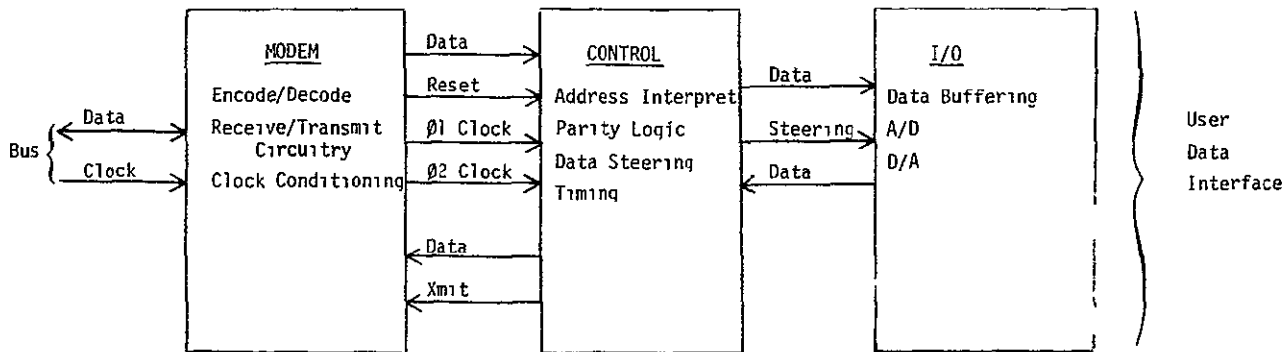 MODEM
Encode/Decode
Receive/Transmit
Circuitry
Clock Conditioning
Bus
Data
Clock
Data
Reset
Ø1 Clock
Ø2 Clock
Data
Xmit
CONTROL
Address Interpret
Parity Logic
Data Steering
Timing
Data
Steering
Data
I/O
Data Buffering
A/D
D/A
User
Data
Interface